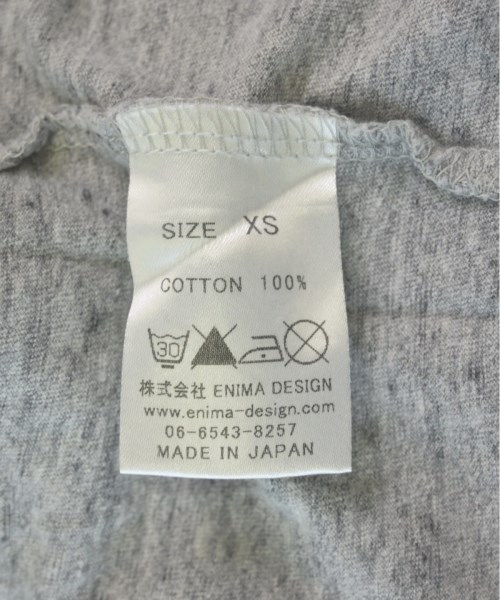 SIZE XS
COTTON 100%
30
株式会社 ENIMA DESIGN
www.enima-design.com
06-6543-8257
MADE IN JAPAN